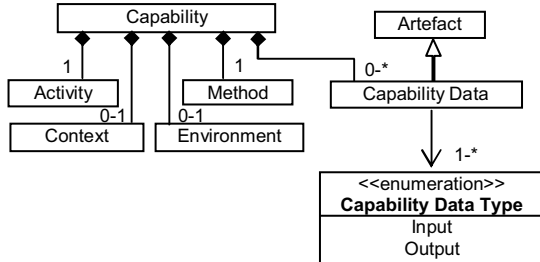 Capability
Artefact
1
1
0-*
Activity
Method
Capability Data
0-1
0-1
Context
Environment
1-*
<<enumeration>>
Capability Data Type
Input
Output